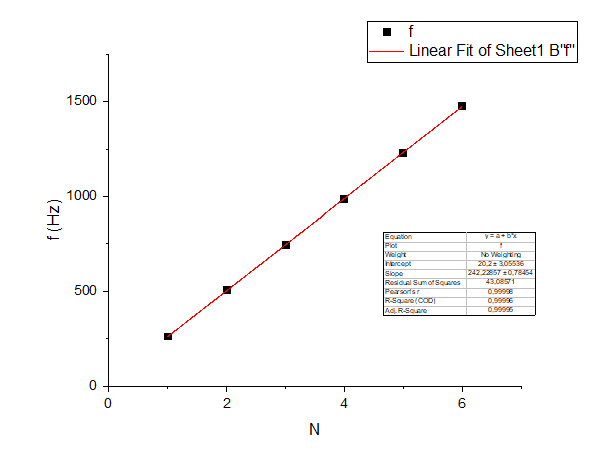 f
Linear Fit of Sheet1 B"f"
1500
1000
500
0
f (Hz)
0 2 4 6
N
Equation y = a + b*x
Plot f
Weight No Weighting
Intercept 20,2 ± 3,05536
Slope 242,22857 ± 0,78454
Residual Sum of Squares 43,08571
Pearson's r 0,99998
R-Square (COD) 0,99996
Adj. R-Square 0,99995